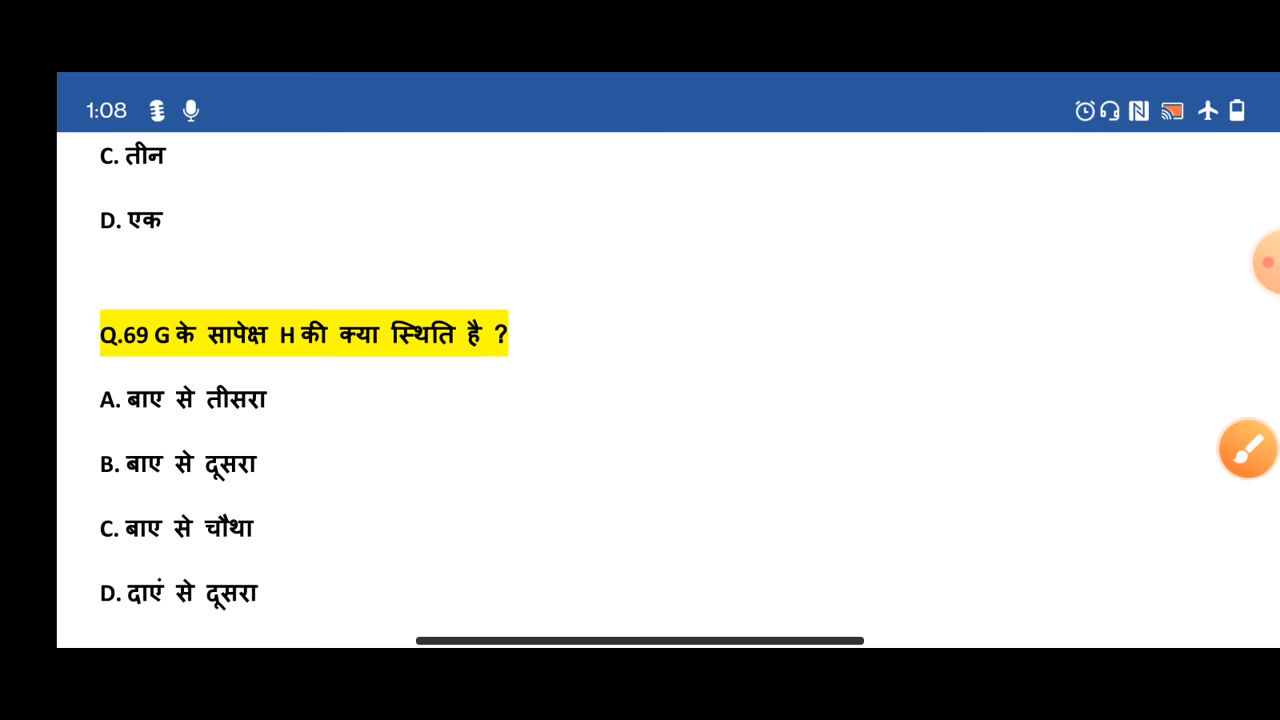 1:08
C. तीन
D. एक
Q.69 G के सापेक्ष H की क्या स्थिति है ?
A. बाए से तीसरा
B. बाए से दूसरा
C. बाए से चौथा
D. दाएं से दूसरा